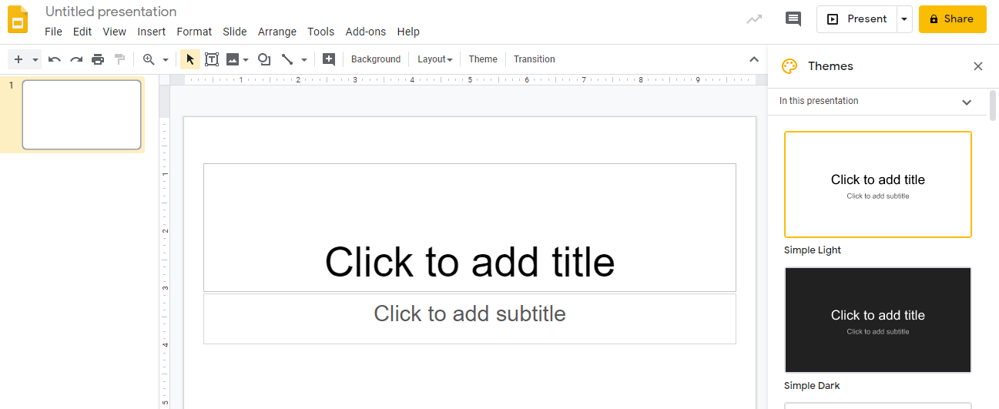 Untitled presentation
File Edit View Insert Format Slide Arrange Tools Add-ons Help
Present
Share
Background Layout Theme Transition
1
1 2 3 4 5 6 7 8 9
1
2
3
4
5
Click to add title
Click to add subtitle
Themes
In this presentation
Click to add title
Click to add subtitle
Simple Light
Click to add title
Click to add subtitle
Simple Dark